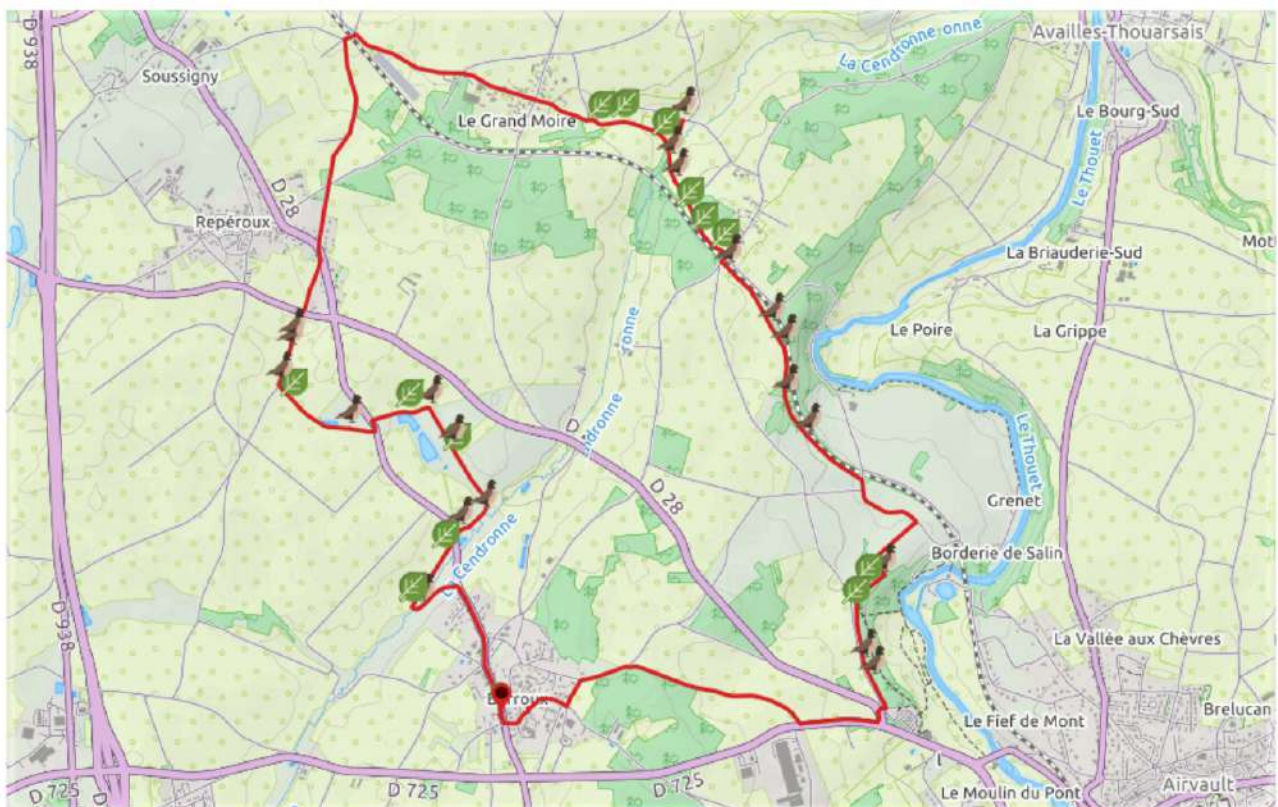 D 938
Soussigny
La Cendronne
onne
Availles-Thouarsais
Le Bourg-Sud
Le Grand Moire
D 28
Le Thouet
Repéroux
La Briauderie-Sud
Le Poire
La Grippe
D 28
Le Thouet
Grenet
La Cendronne
Borderie de Salin
D 938
La Vallée aux Chèvres
Brelucan
Le Fief de Mont
D 725
D 725
D 725
Le Moulin du Pont
Airvault